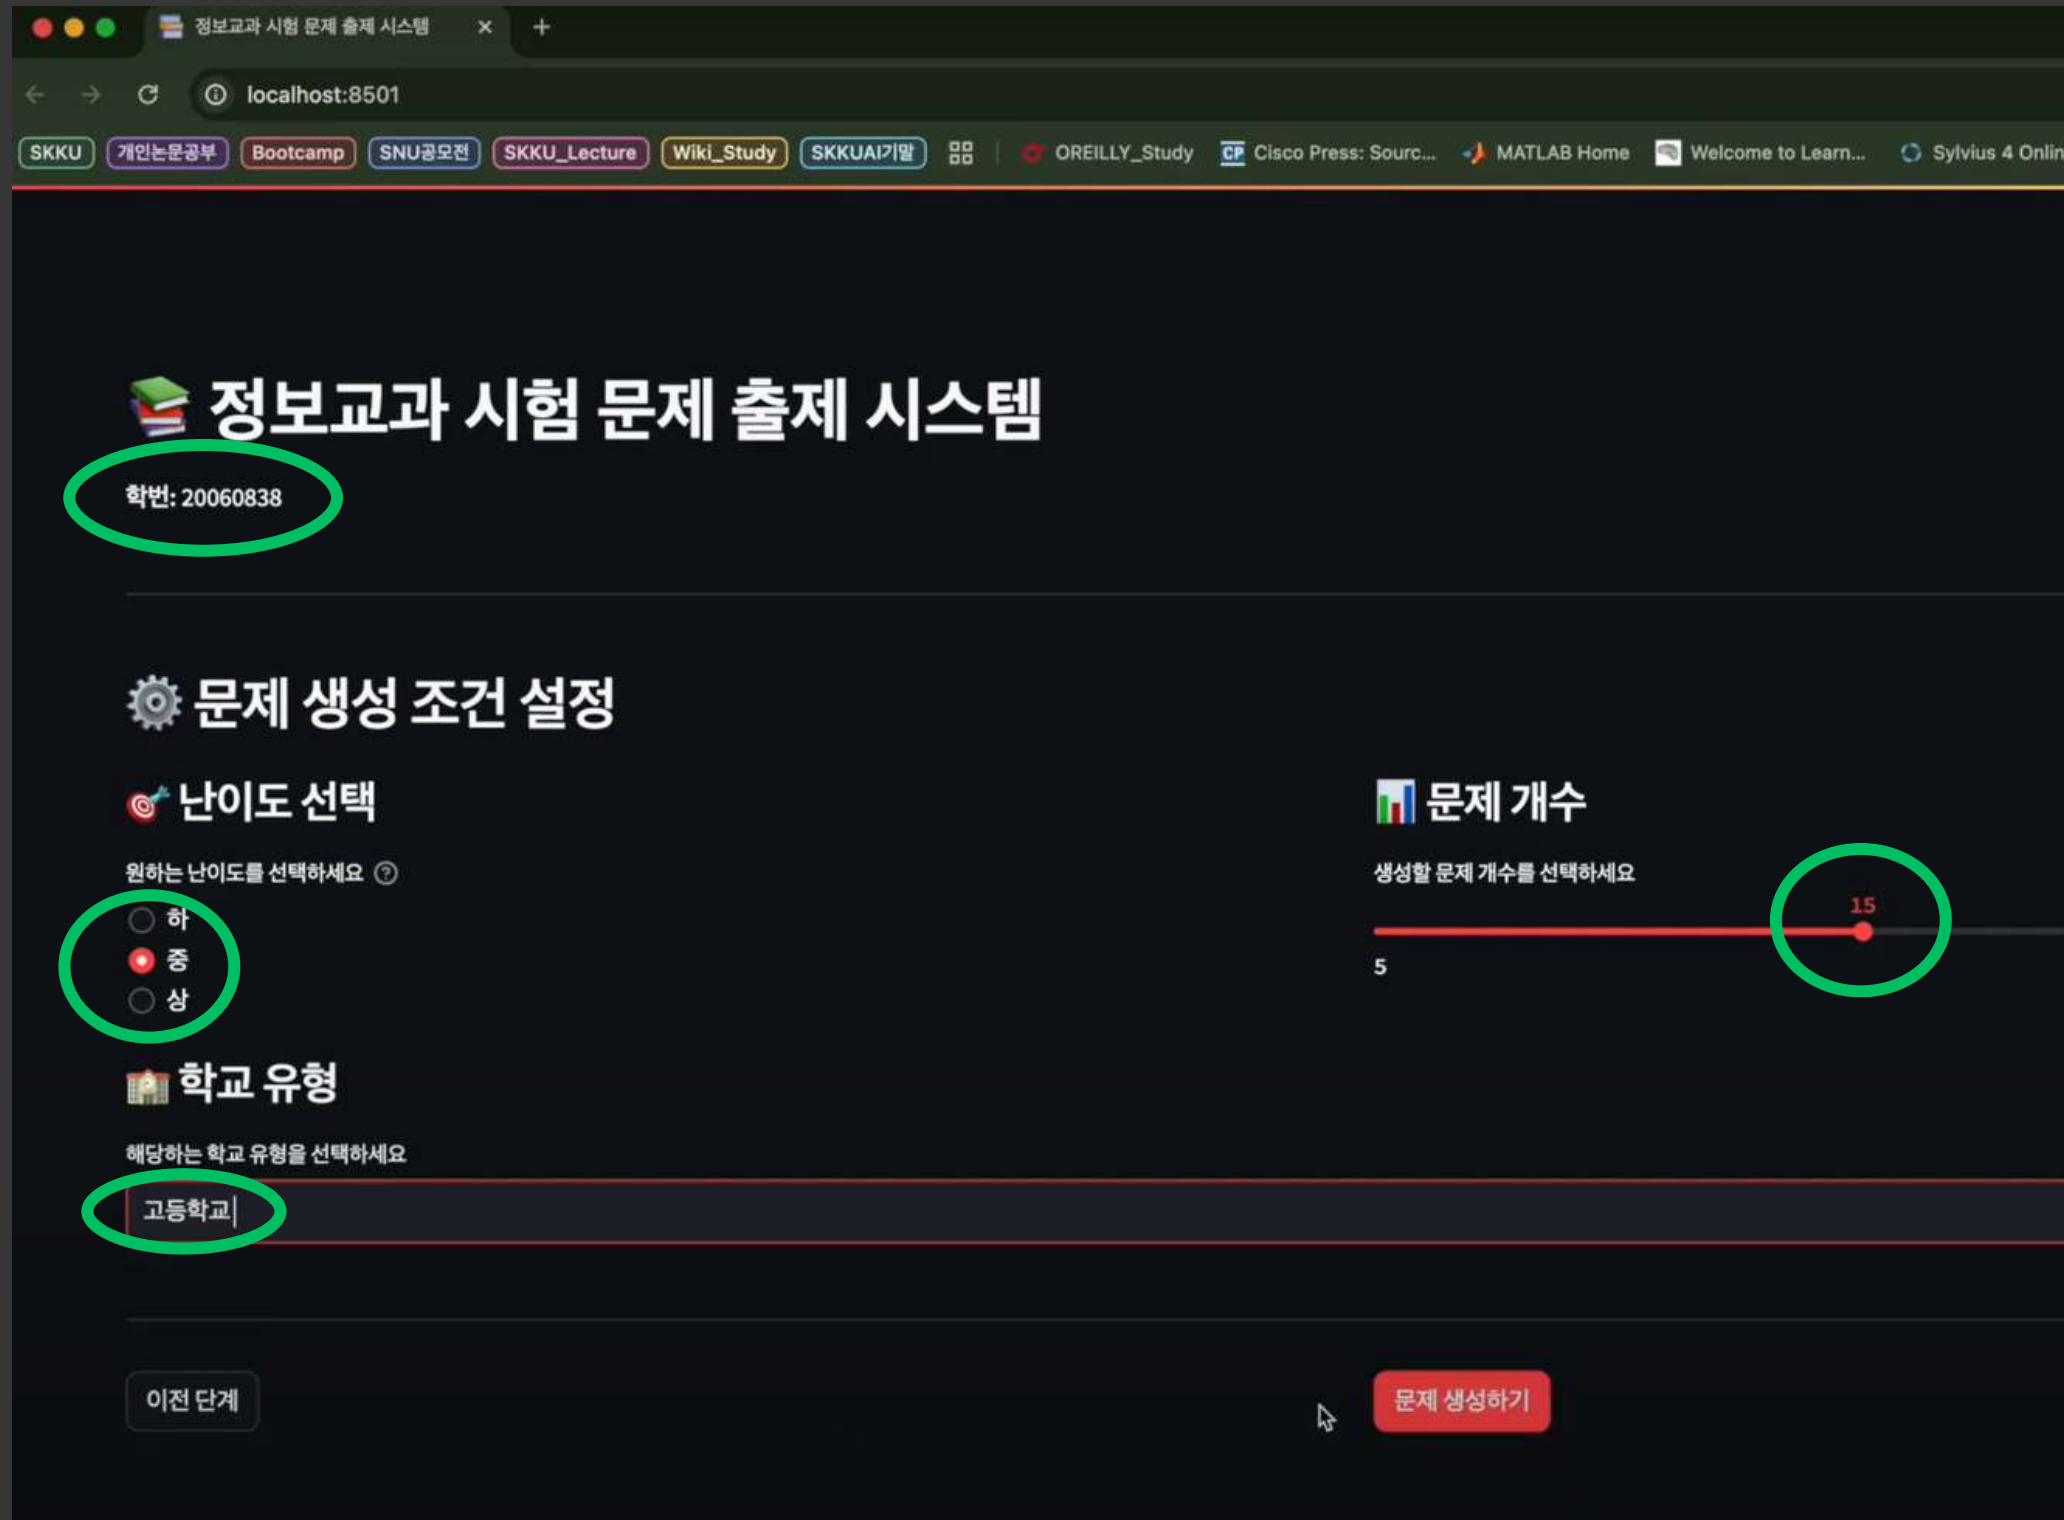 정보교과 시험 문제 출제 시스템
localhost:8501
SKKU 개인논문공부 Bootcamp SNU공모전 SKKU_Lecture Wiki_Study SKKUAI기말 OREILLY_Study CP Cisco Press: Sourc... MATLAB Home Welcome to Learn... Sylvius 4 Onlin
정보교과 시험 문제 출제 시스템
학번: 20060838
문제 생성 조건 설정
난이도 선택
원하는 난이도를 선택하세요
하
중
상
문제 개수
생성할 문제 개수를 선택하세요
15
5
학교 유형
해당하는 학교 유형을 선택하세요
고등학교
이전 단계
문제 생성하기